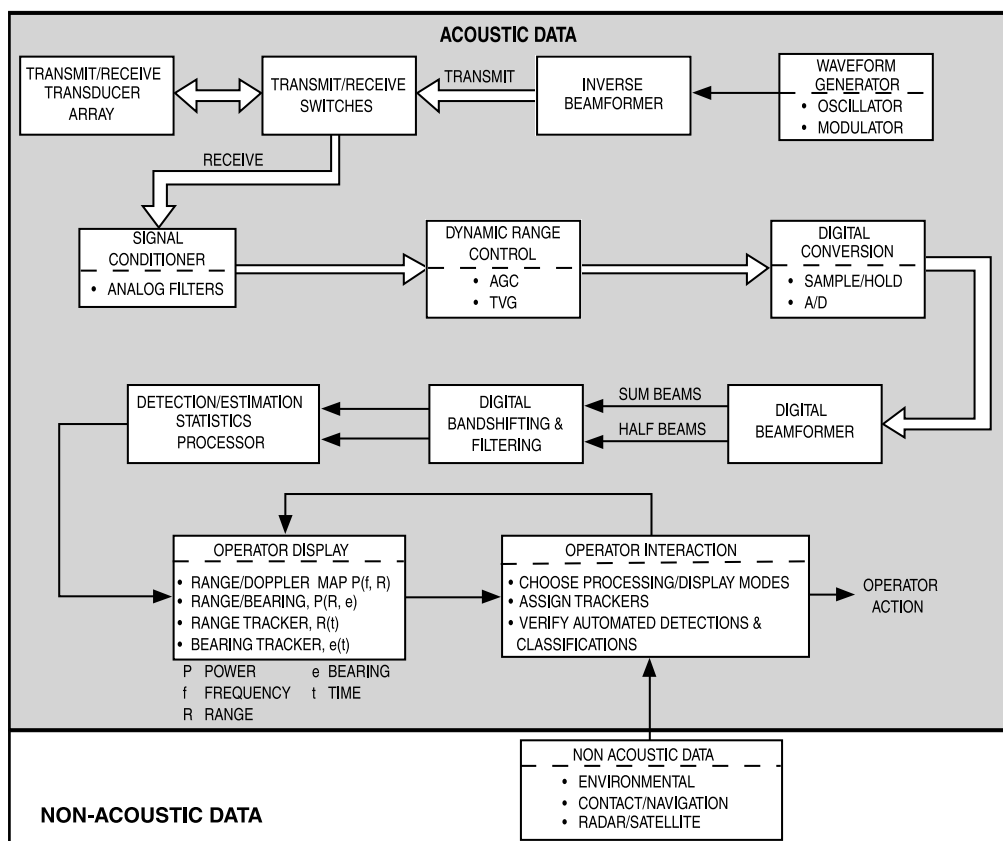 ACOUSTIC DATA
TRANSMIT/RECEIVE
TRANSDUCER
ARRAY
TRANSMIT/RECEIVE
SWITCHES
TRANSMIT
INVERSE
BEAMFORMER
WAVEFORM
GENERATOR
• OSCILLATOR
• MODULATOR
RECEIVE
SIGNAL
CONDITIONER
• ANALOG FILTERS
DYNAMIC RANGE
CONTROL
• AGC
• TVG
DIGITAL
CONVERSION
• SAMPLE/HOLD
• A/D
DETECTION/ESTIMATION
STATISTICS
PROCESSOR
DIGITAL
BANDSHIFTING &
FILTERING
SUM BEAMS
HALF BEAMS
DIGITAL
BEAMFORMER
OPERATOR DISPLAY
• RANGE/DOPPLER MAP P(f, R)
• RANGE/BEARING, P(R, e)
• RANGE TRACKER, R(t)
• BEARING TRACKER, e(t)
OPERATOR INTERACTION
• CHOOSE PROCESSING/DISPLAY MODES
• ASSIGN TRACKERS
• VERIFY AUTOMATED DETECTIONS &
CLASSIFICATIONS
OPERATOR
ACTION
P POWER e BEARING
f FREQUENCY t TIME
R RANGE
NON ACOUSTIC DATA
• ENVIRONMENTAL
• CONTACT/NAVIGATION
• RADAR/SATELLITE
NON-ACOUSTIC DATA